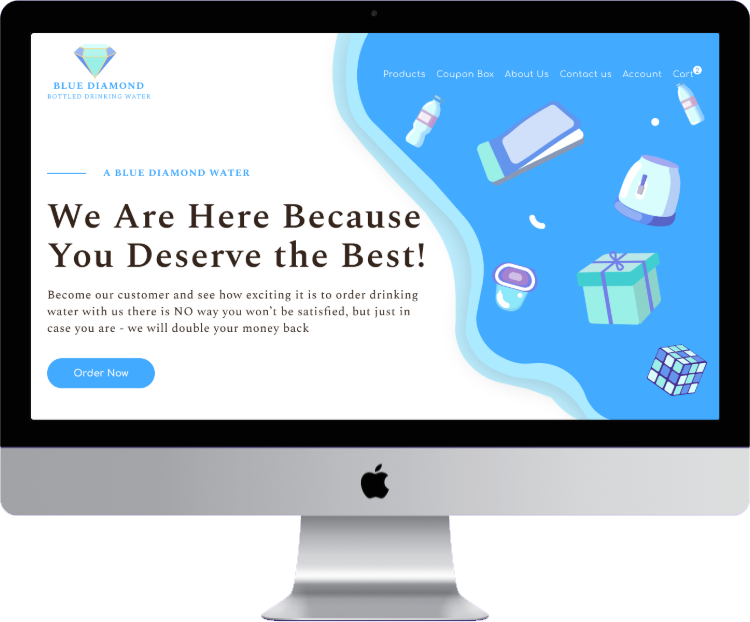 BLUE DIAMOND
BOTTLED DRINKING WATER
Products Coupon Box About Us Contact us Account Cart 2
A BLUE DIAMOND WATER
We Are Here Because
You Deserve the Best!
Become our customer and see how exciting it is to order drinking
water with us there is NO way you won't be satisfied, but just in
case you are - we will double your money back
Order Now